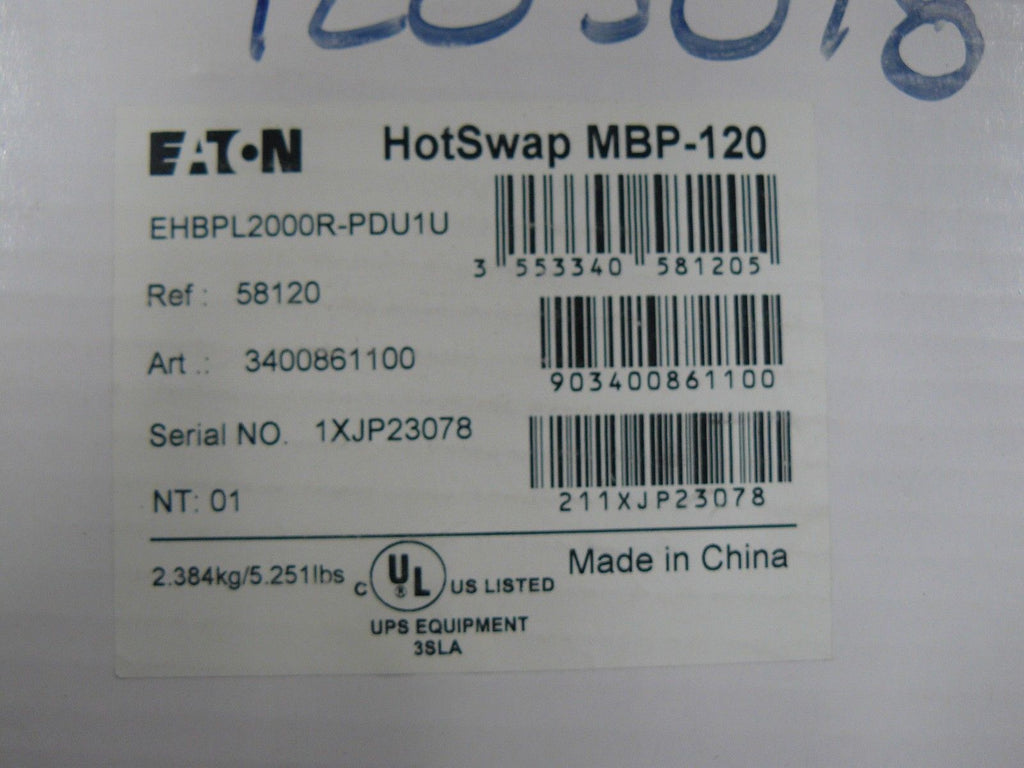 EATON HotSwap MBP-120
EHBPL2000R-PDU1U
3 553340 581205
Ref : 58120
Art .: 3400861100
903400861100
Serial NO. 1XJP23078
211XJP23078
NT: 01
2.384kg/5.251lbs
C UL ® US LISTED
Made in China
UPS EQUIPMENT
3SLA